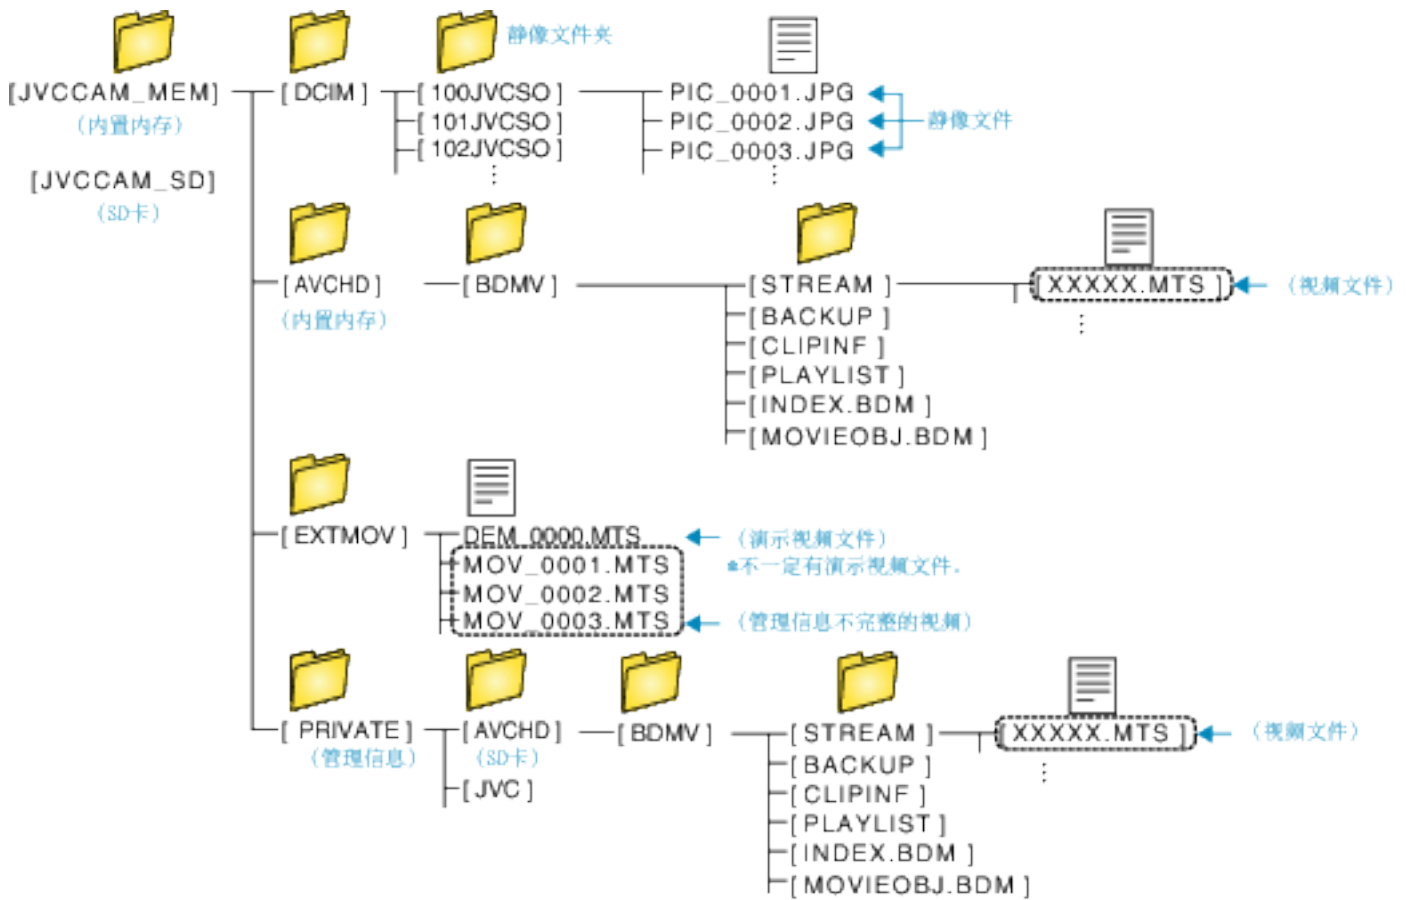 静像文件夹
[JVCCAM_MEM] [DCIM] [100JVCSO] PIC_0001.JPG
(内置内存) [101JVCSO] PIC_0002.JPG 静像文件
[102JVCSO] PIC_0003.JPG
[JVCCAM_SD]
(SD卡)
[AVCHD] [BDMV] [STREAM] [XXXXX.MTS] (视频文件)
(内置内存) [BACKUP]
[CLIPINF]
[PLAYLIST]
[INDEX.BDM]
[MOVIEOBJ.BDM]
[EXTMOV] DEM_0000.MTS (演示视频文件)
MOV_0001.MTS *不一定有演示视频文件。
MOV_0002.MTS
MOV_0003.MTS (管理信息不完整的视频)
[PRIVATE] [AVCHD] [BDMV] [STREAM] [XXXXX.MTS] (视频文件)
(管理信息) (SD卡) [BACKUP]
[JVC] [CLIPINF]
[PLAYLIST]
[INDEX.BDM]
[MOVIEOBJ.BDM]